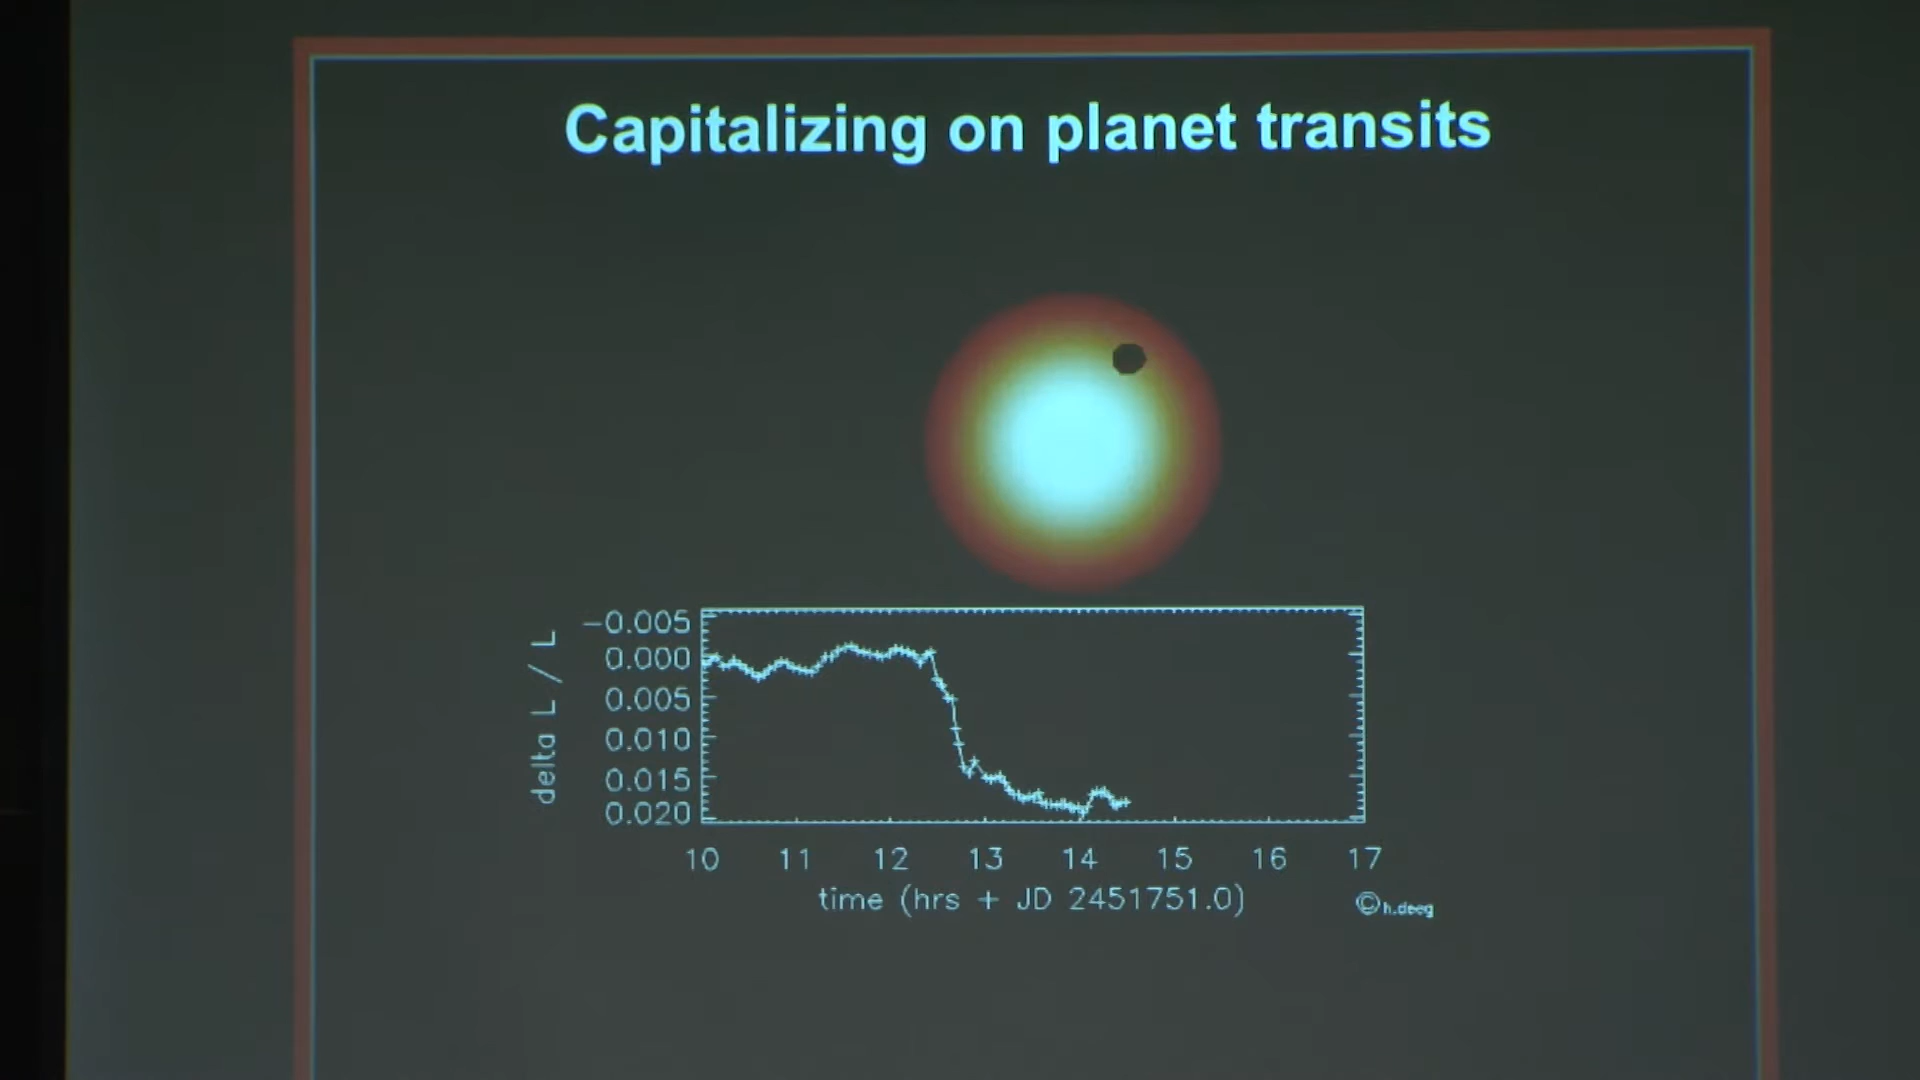 Capitalizing on planet transits
-0.005
0.000
0.005
0.010
0.015
0.020
delta L / L
10 11 12 13 14 15 16 17
time (hrs + JD 2451751.0)
©h.deeg